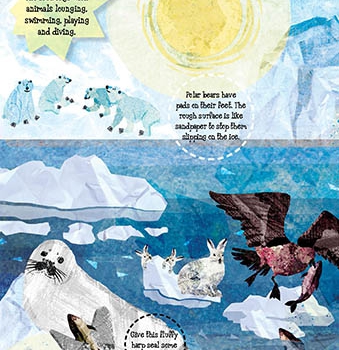 animals lounging,
swimming, playing
and diving.
Polar bears have
pads on their feet. The
rough surface is like
sandpaper to stop them
slipping on the ice.
Give this fluffy
harp seal some